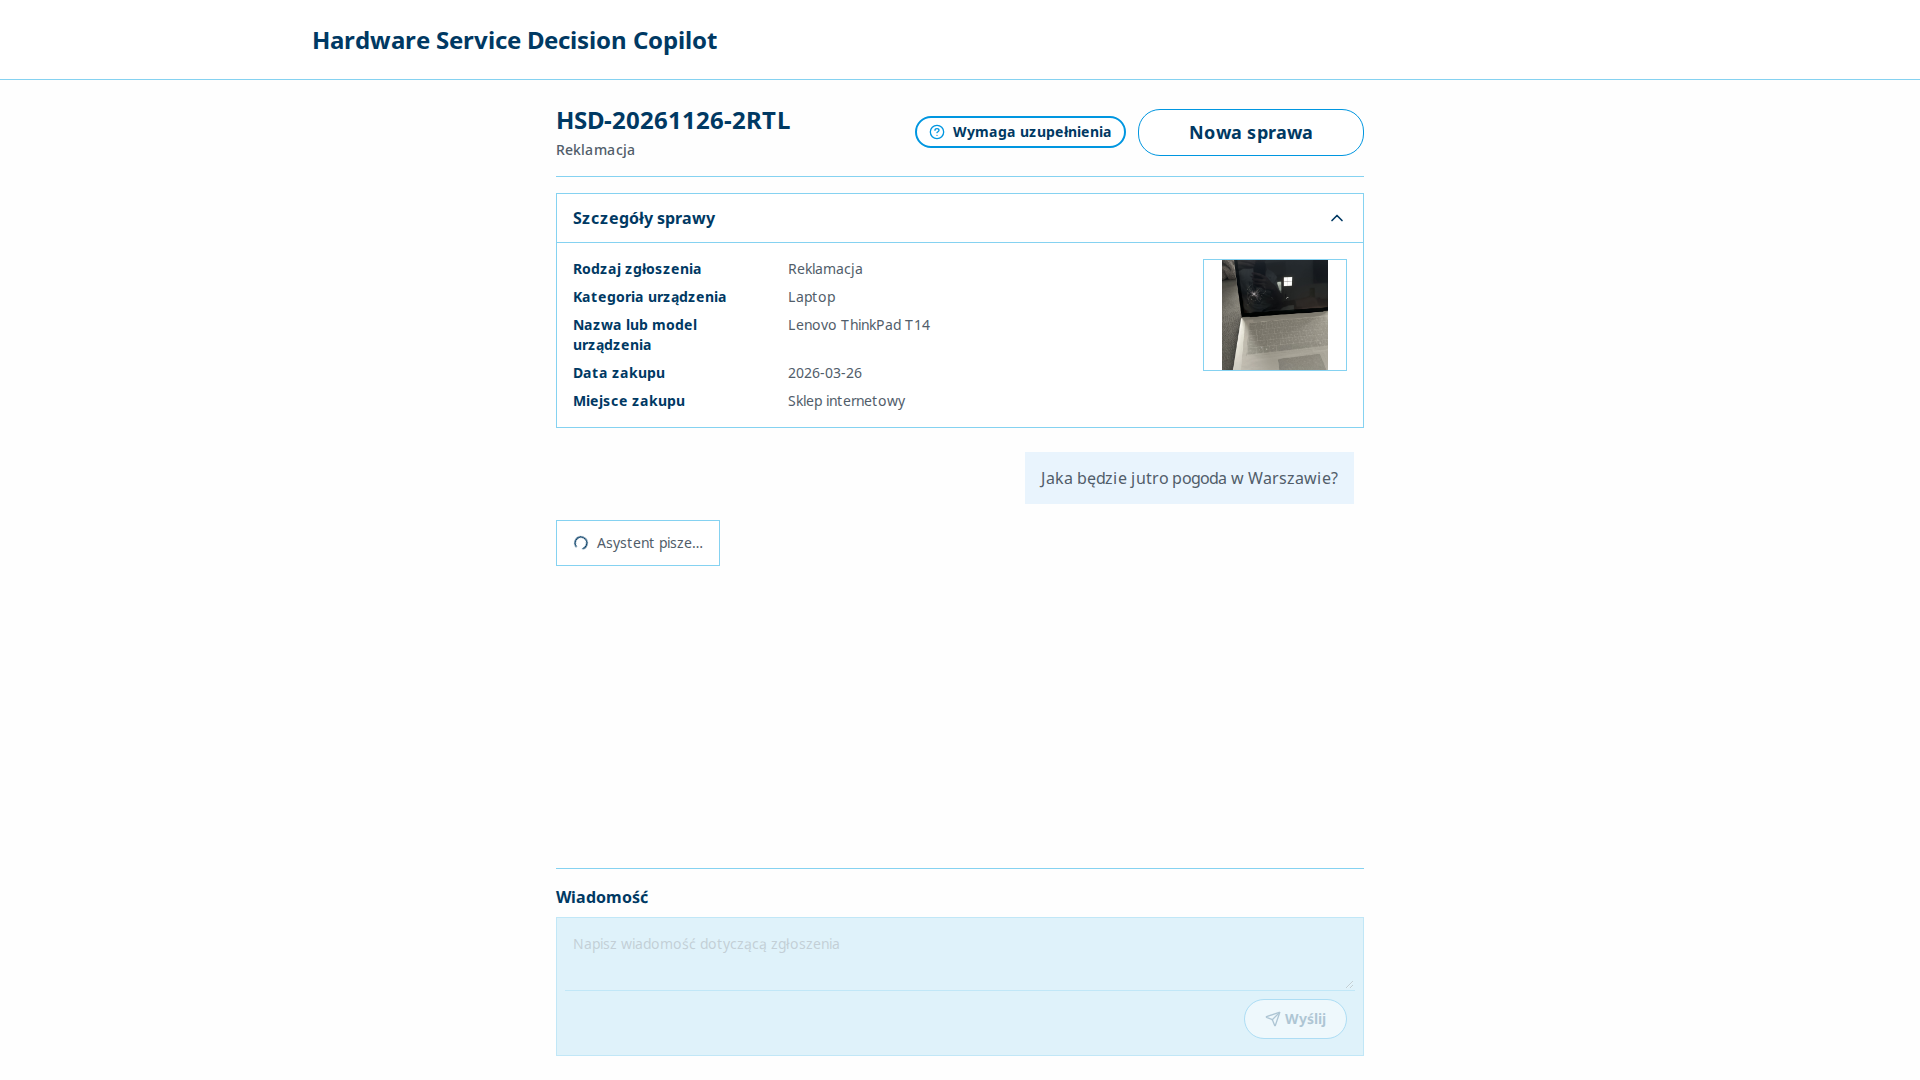 Hardware Service Decision Copilot
HSD-20261126-2RTL
Reklamacja
Wymaga uzupełnienia
Nowa sprawa
Szczegóły sprawy
Rodzaj zgłoszenia
Reklamacja
Kategoria urządzenia
Laptop
Nazwa lub model
urządzenia
Lenovo ThinkPad T14
Data zakupu
2026-03-26
Miejsce zakupu
Sklep internetowy
Jaka będzie jutro pogoda w Warszawie?
Asystent pisze...
Wiadomość
Napisz wiadomość dotyczącą zgłoszenia
Wyślij